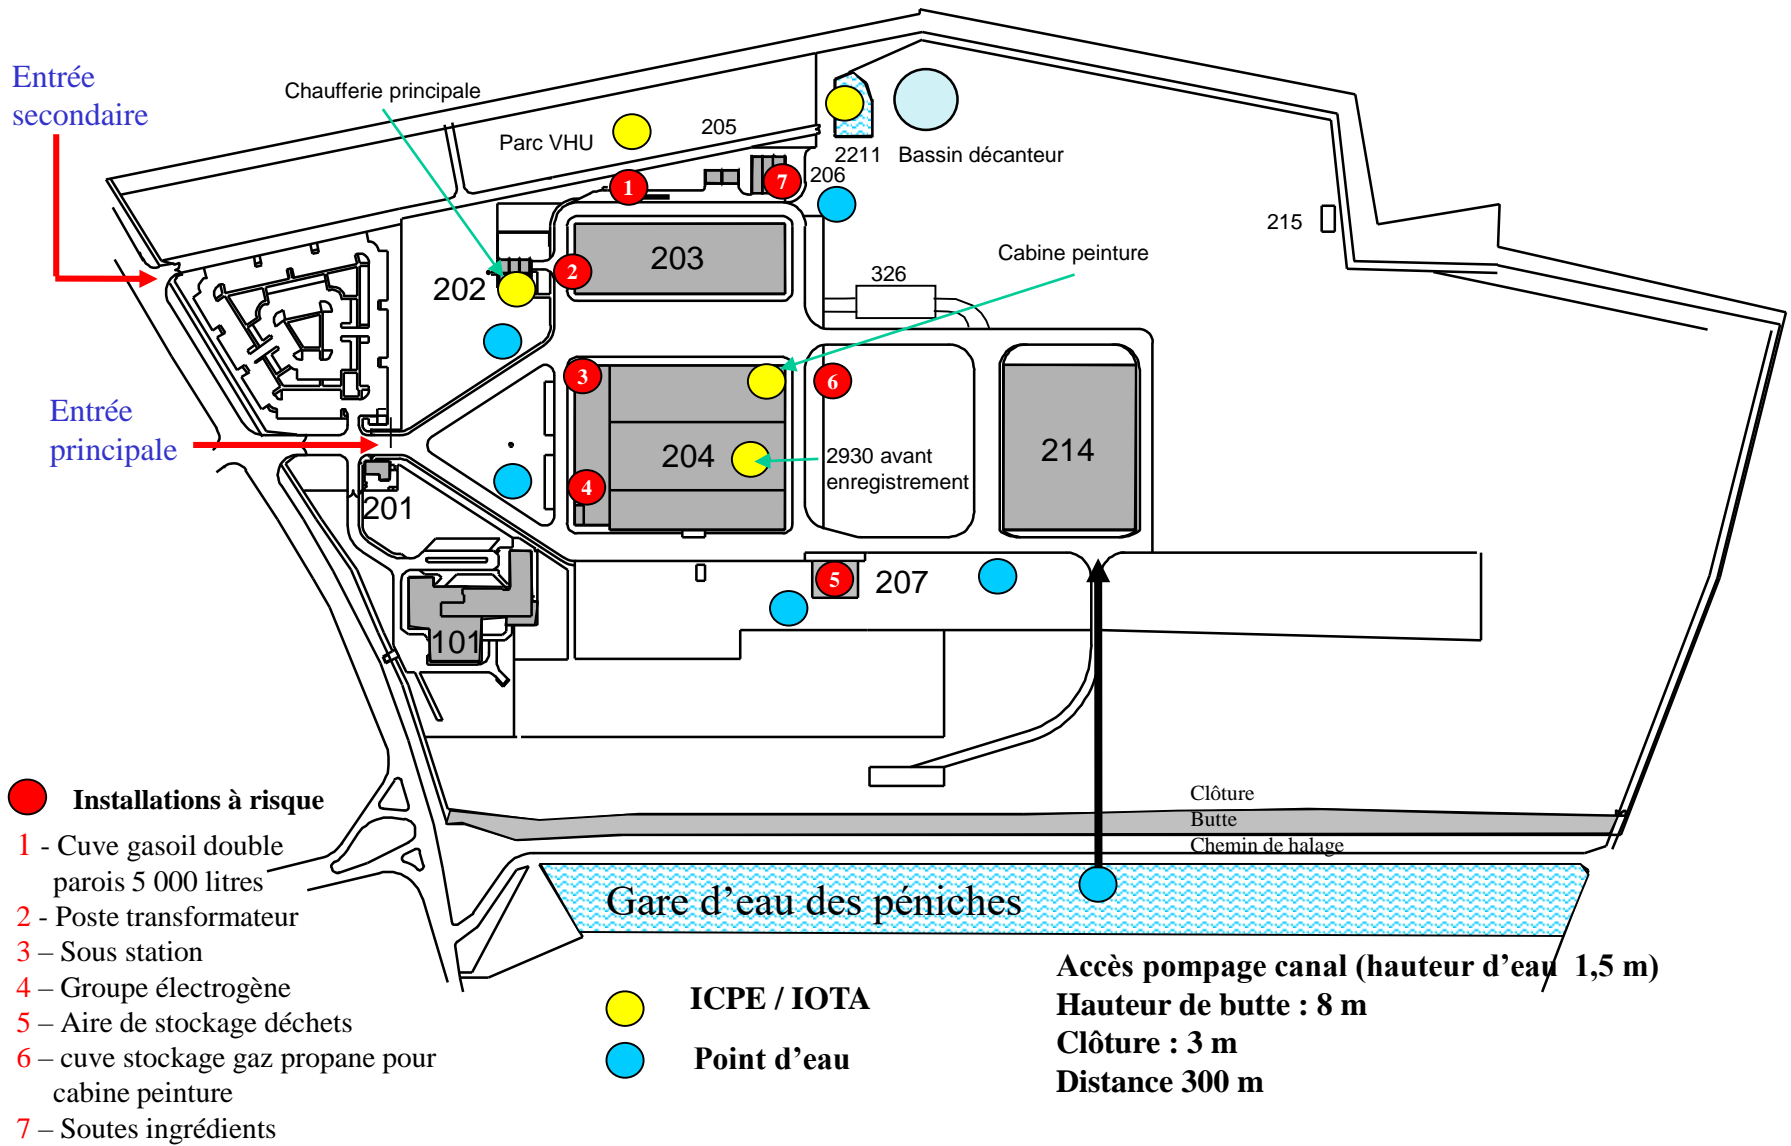 Entrée
secondaire
Chaufferie principale
Parc VHU
205
2211
Bassin décanteur
1
7
206
215
203
Cabine peinture
2
202
326
3
6
Entrée
principale
204
2930 avant
enregistrement
214
4
201
5
207
101
Clôture
Butte
Chemin de halage
Gare d’eau des péniches
Installations à risque
1 - Cuve gasoil double
parois 5 000 litres
2 - Poste transformateur
3 – Sous station
4 – Groupe électrogène
5 – Aire de stockage déchets
6 – cuve stockage gaz propane pour
cabine peinture
7 – Soutes ingrédients
ICPE / IOTA
Point d’eau
Accès pompage canal (hauteur d’eau 1,5 m)
Hauteur de butte : 8 m
Clôture : 3 m
Distance 300 m